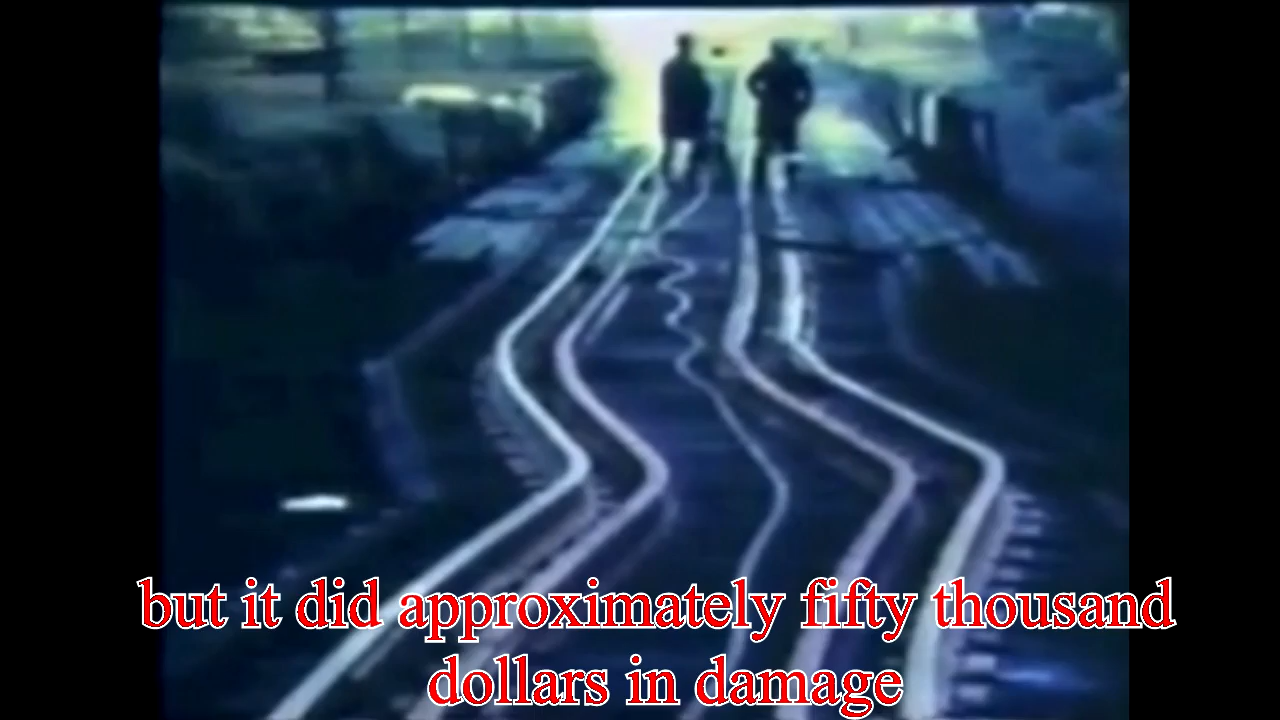 but it did approximately fifty thousand
dollars in damage